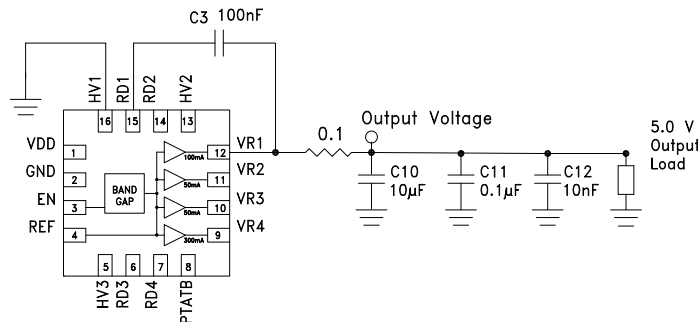 C3 100nF
HV1
RD1
RD2
HV2
16
15
14
13
VDD
1
GND
2
EN
3
REF
4
BAND
GAP
100mA
50mA
50mA
300mA
12
VR1
11
VR2
10
VR3
9
VR4
5
6
7
8
HV3
RD3
RD4
PTATB
0.1
Output Voltage
C10
10μF
C11
0.1μF
C12
10nF
5.0 V
Output
Load